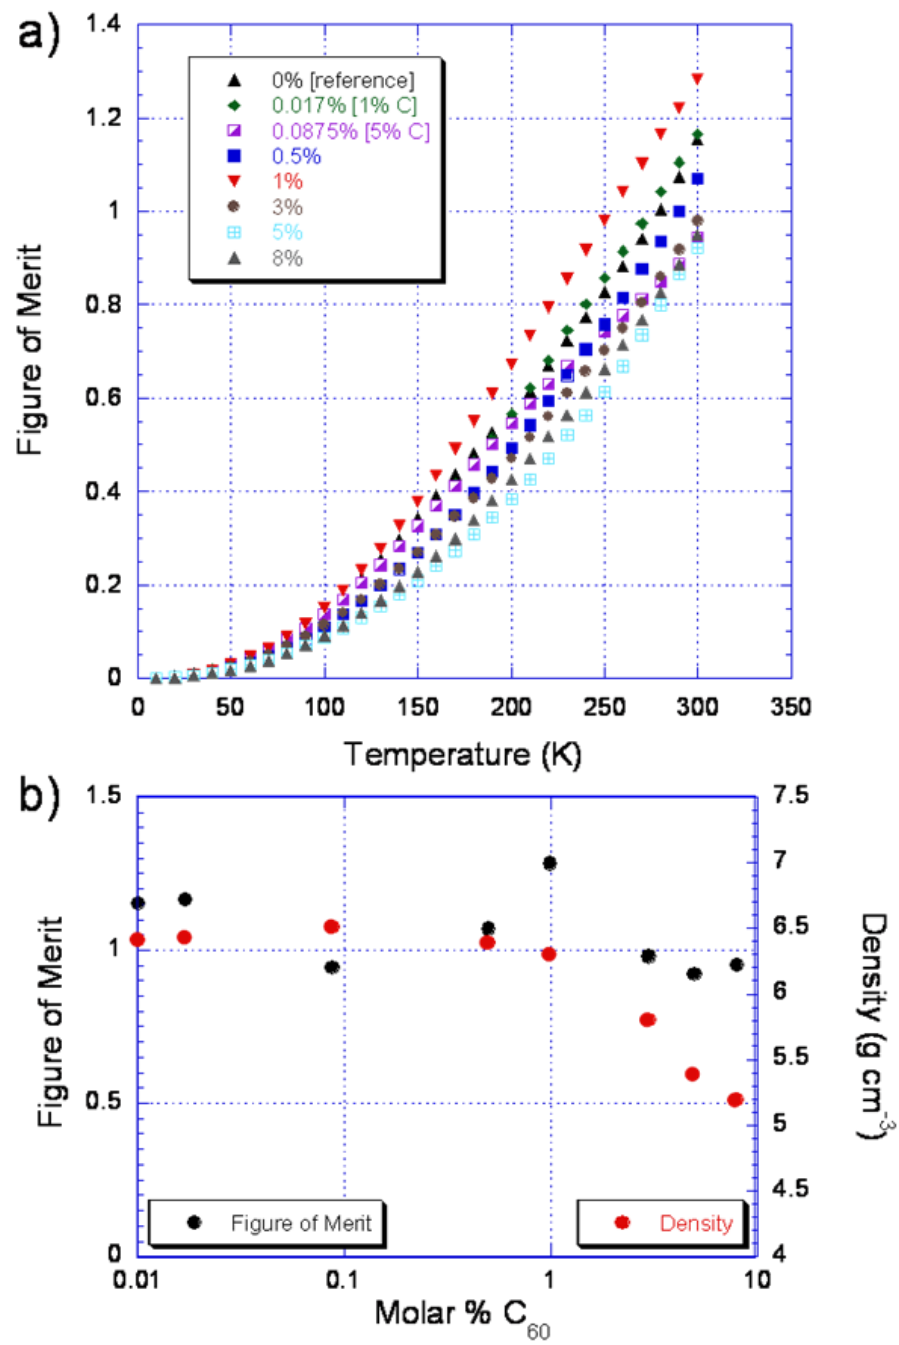 a)
1.4
1.2
1
0.8
0.6
0.4
0.2
0
Figure of Merit
0% [reference]
0.017% [1% C]
0.0875% [5% C]
0.5%
1%
3%
5%
8%
0 50 100 150 200 250 300 350
Temperature (K)
b)
1.5
1
0.5
0
Figure of Merit
7.5
7
6.5
6
5.5
5
4.5
4
Density (g cm-3)
Figure of Merit
Density
0.01 0.1 1 10
Molar % C60